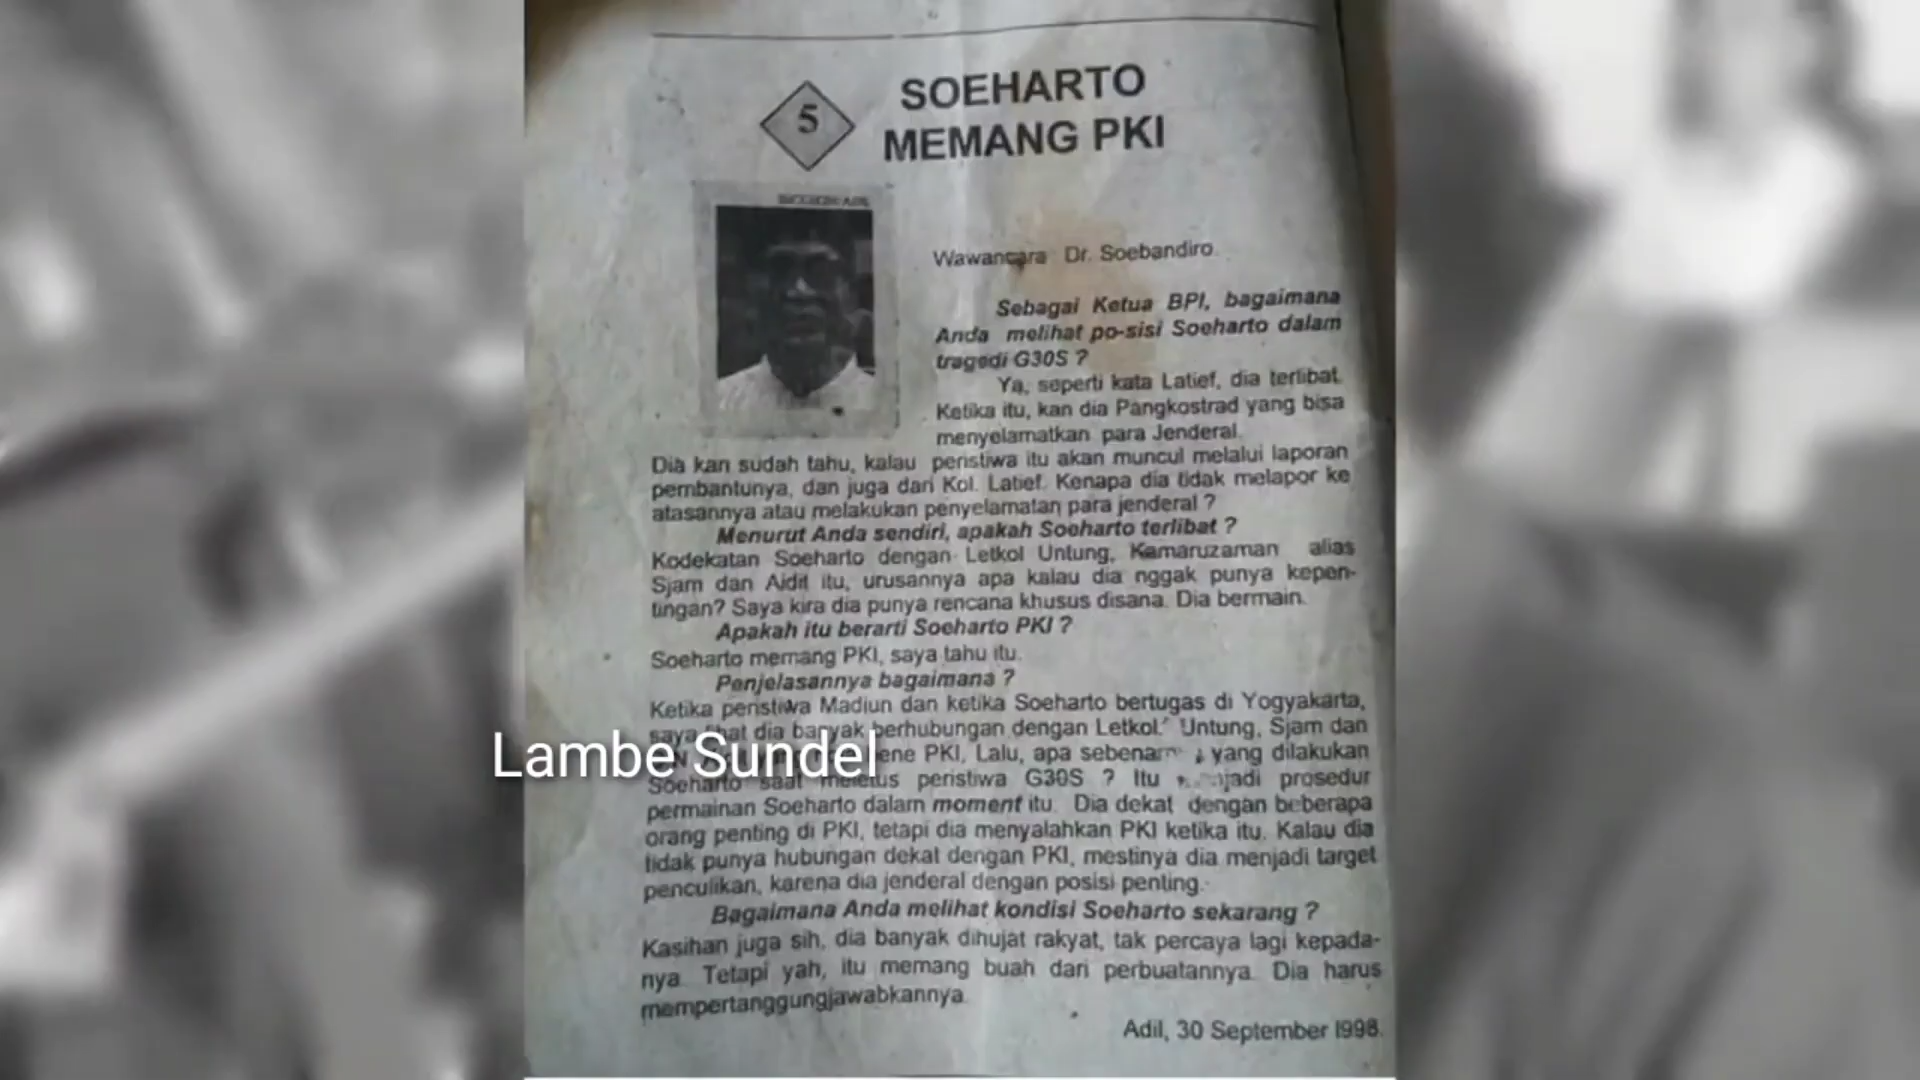 SOEHARTO
5
MEMANG PKI
Wawancara Dr. Soebandiro.
Sebagai Ketua BPI, bagaimana
Anda melihat po-sisi Soeharto dalam
tragedi G30S ?
Ya, seperti kata Latief, dia terlibat.
Ketika itu, kan dia Pangkostrad yang bisa
menyelamatkan para Jenderal.
Dia kan sudah tahu, kalau peristiwa itu akan muncul melalui laporan
pembantunya, dan juga dari Kol. Latief. Kenapa dia tidak melapor ke
atasannya atau melakukan penyelamatan para jenderal ?
Menurut Anda sendiri, apakah Soeharto terlibat ?
Kedekatan Soeharto dengan Letkol Untung, Kamaruzaman alias
Sjam dan Aidit itu, urusannya apa kalau dia nggak punya kepen-
tingan? Saya kira dia punya rencana khusus disana. Dia bermain.
Apakah itu berarti Soeharto PKI ?
Soeharto memang PKI, saya tahu itu.
Penjelasannya bagaimana ?
Ketika peristiwa Madiun dan ketika Soeharto bertugas di Yogyakarta,
saya dia banyak berhubungan dengan Letkol. Untung, Sjam dan
PKI, Lalu, apa yang dilakukan
Lambe Sundel
Soeharto saat meletus peristiwa G30S ? Itu prosedur
permainan Soeharto dalam moment itu. Dia dekat dengan beberapa
orang penting di PKI, tetapi dia menyalahkan PKI ketika itu. Kalau dia
tidak punya hubungan dekat dengan PKI, mestinya dia menjadi target
penculikan, karena dia jenderal dengan posisi penting.
Bagaimana Anda melihat kondisi Soeharto sekarang ?
Kasihan juga sih, dia banyak dihujat rakyat, tak percaya lagi kepada-
nya. Tetapi yah, itu memang buah dari perbuatannya. Dia harus
mempertanggungjawabkannya.
Adil, 30 September 1998.